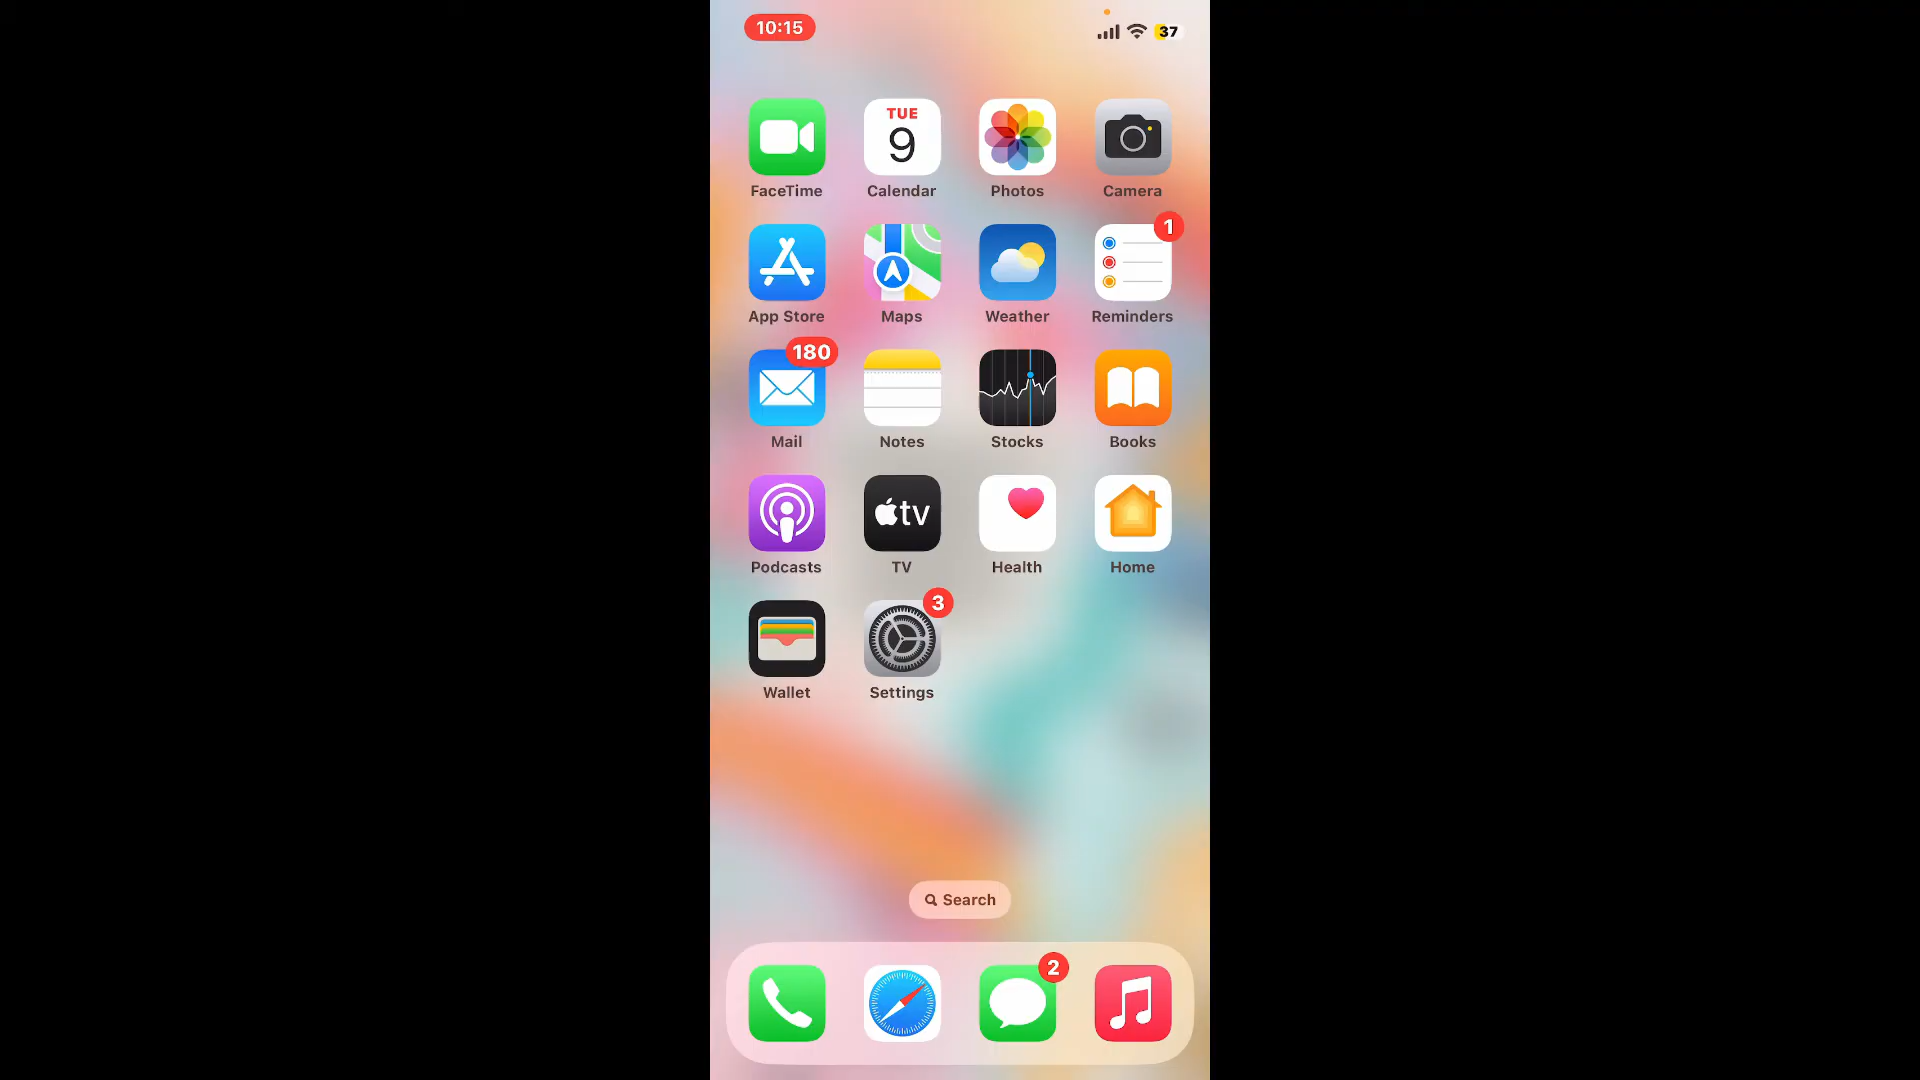 10:15
37
TUE
9
FaceTime
Calendar
Photos
Camera
1
App Store
Maps
Weather
Reminders
180
Mail
Notes
Stocks
Books
tv
Podcasts
TV
Health
Home
3
Wallet
Settings
Search
2